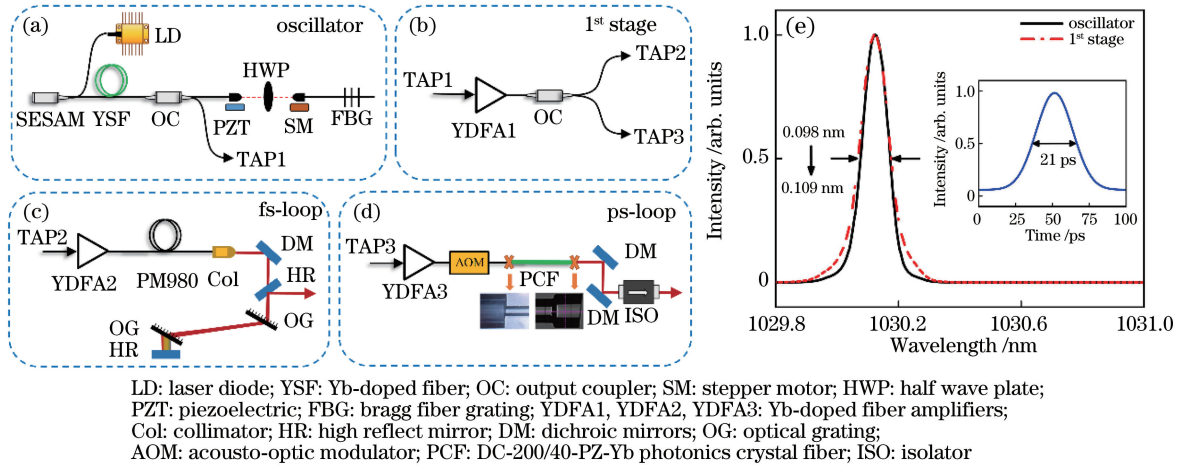 (a)
LD
oscillator
HWP
SESAM YSF OC
PZT
SM
FBG
TAP1
(b)
1st stage
TAP2
TAP1
OC
YDFA1
TAP3
(c)
fs-loop
TAP2
DM
YDFA2
PM980
Col
HR
OG
OG
HR
(d)
ps-loop
TAP3
AOM
DM
PCF
YDFA3
DM
ISO
(e)
oscillator
1st stage
Intensity /arb. units
1.0
0.5
0
0.098 nm
0.109 nm
Intensity /arb. units
1.0
0.5
0
21 ps
0 25 50 75 100
Time /ps
1029.8 1030.2 1030.6 1031.0
Wavelength /nm
LD: laser diode; YSF: Yb-doped fiber; OC: output coupler; SM: stepper motor; HWP: half wave plate;
PZT: piezoelectric; FBG: bragg fiber grating; YDFA1, YDFA2, YDFA3: Yb-doped fiber amplifiers;
Col: collimator; HR: high reflect mirror; DM: dichroic mirrors; OG: optical grating;
AOM: acousto-optic modulator; PCF: DC-200/40-PZ-Yb photonics crystal fiber; ISO: isolator